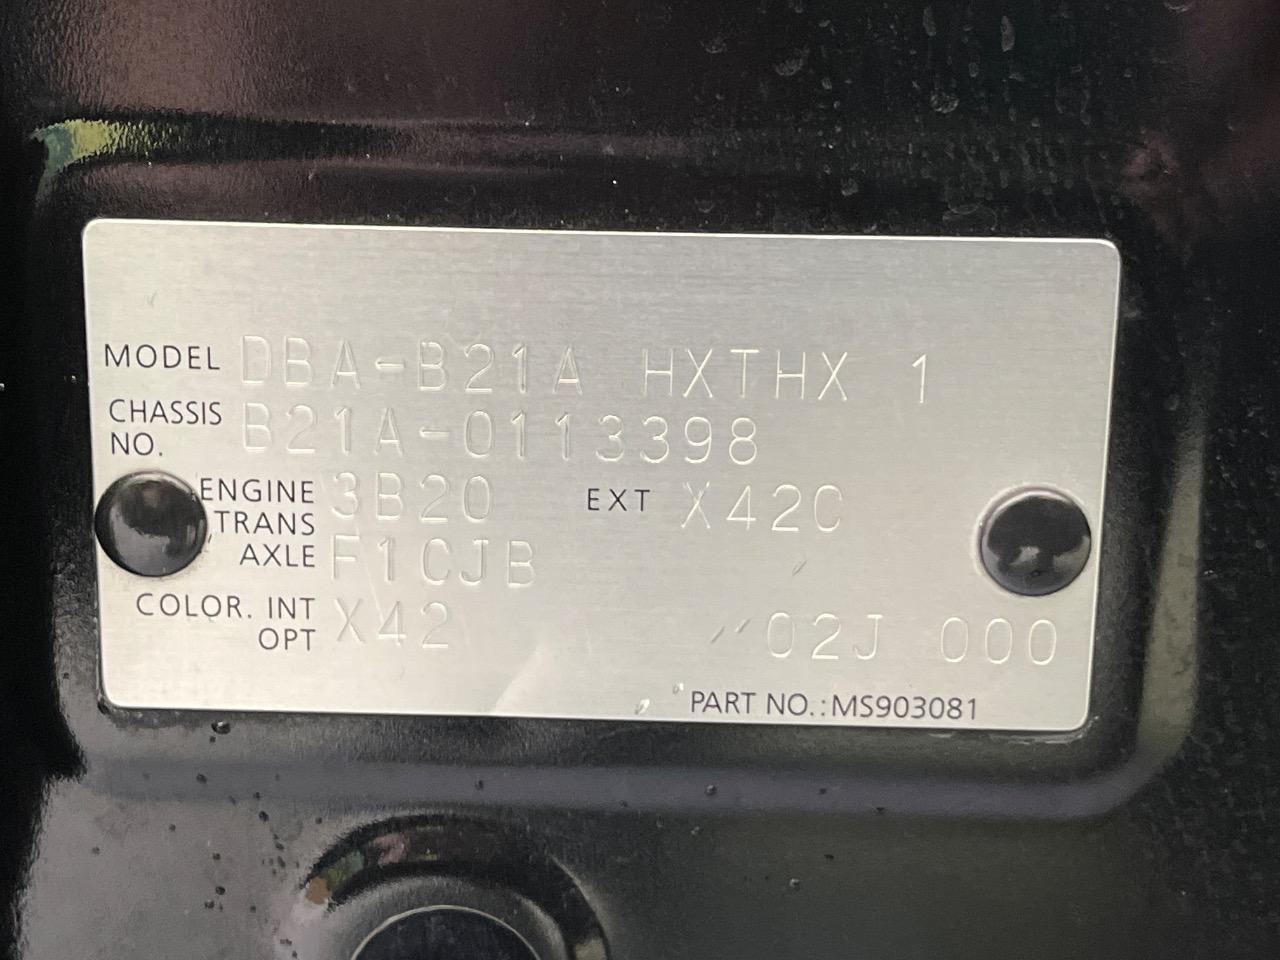 MODEL DBA-B21A HXTHX 1
CHASSIS NO. B21A-0113398
ENGINE 3B20 EXT X42C
TRANS AXLE F1CJB
COLOR. INT OPT X42 02J 000
PART NO.:MS903081